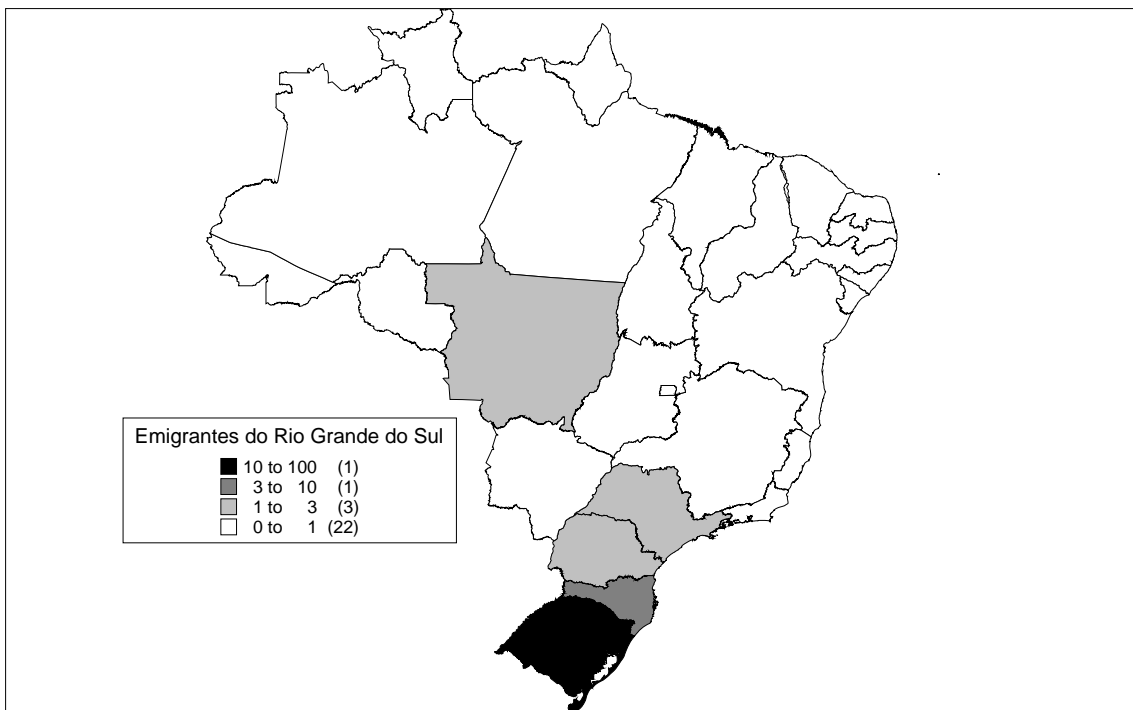 Emigrantes do Rio Grande do Sul
10 to 100 (1)
3 to 10 (1)
1 to 3 (3)
0 to 1 (22)